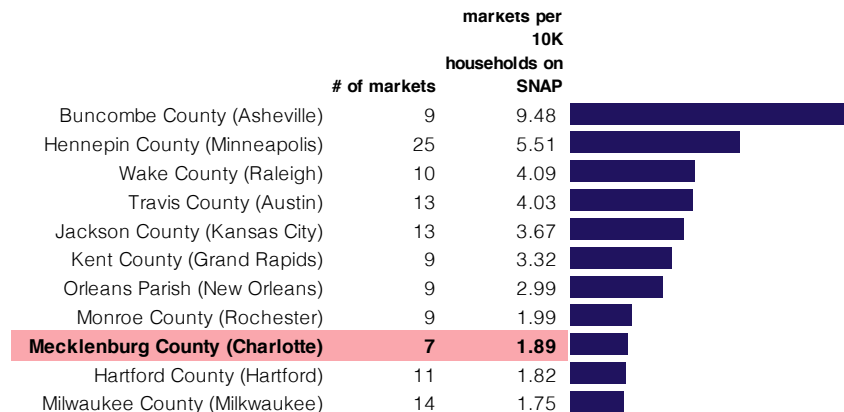 markets per
10K
households on
# of markets SNAP
Buncombe County (Asheville) 9 9.48
Hennepin County (Minneapolis) 25 5.51
Wake County (Raleigh) 10 4.09
Travis County (Austin) 13 4.03
Jackson County (Kansas City) 13 3.67
Kent County (Grand Rapids) 9 3.32
Orleans Parish (New Orleans) 9 2.99
Monroe County (Rochester) 9 1.99
Mecklenburg County (Charlotte) 7 1.89
Hartford County (Hartford) 11 1.82
Milwaukee County (Milkwaukee) 14 1.75